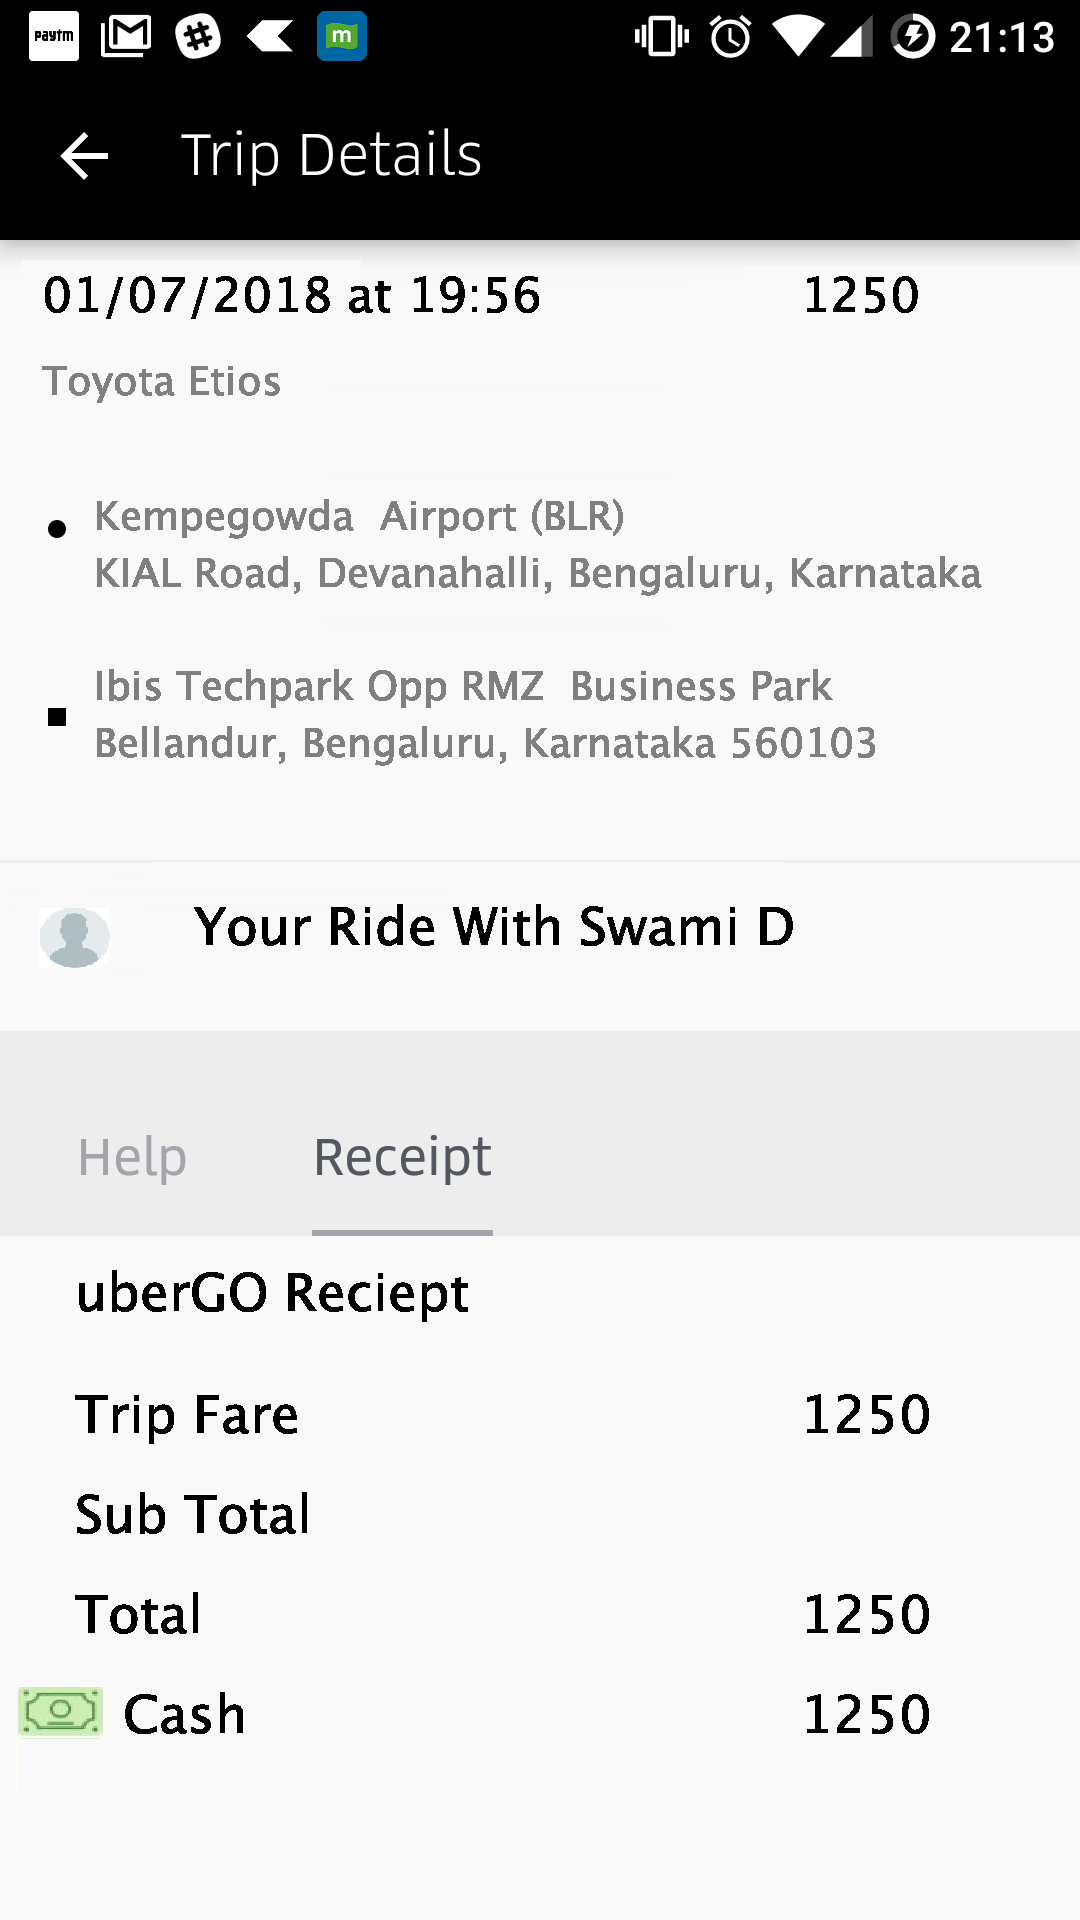 paytm
m
21:13
Trip Details
01/07/2018 at 19:56 1250
Toyota Etios
Kempegowda Airport (BLR)
KIAL Road, Devanahalli, Bengaluru, Karnataka
Ibis Techpark Opp RMZ Business Park
Bellandur, Bengaluru, Karnataka 560103
Your Ride With Swami D
Help Receipt
uberGO Reciept
Trip Fare 1250
Sub Total
Total 1250
Cash 1250